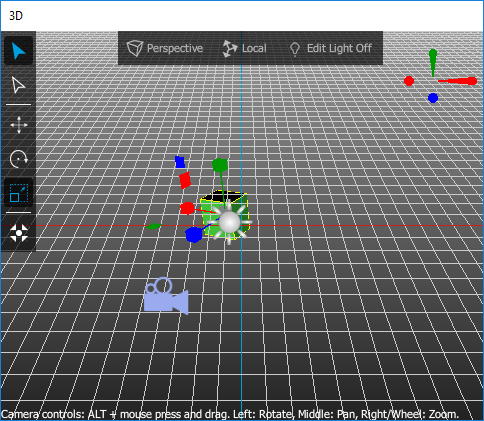 3D
Perspective Local Edit Light Off
Camera controls: ALT + mouse press and drag. Left: Rotate, Middle: Pan, Right/Wheel: Zoom.